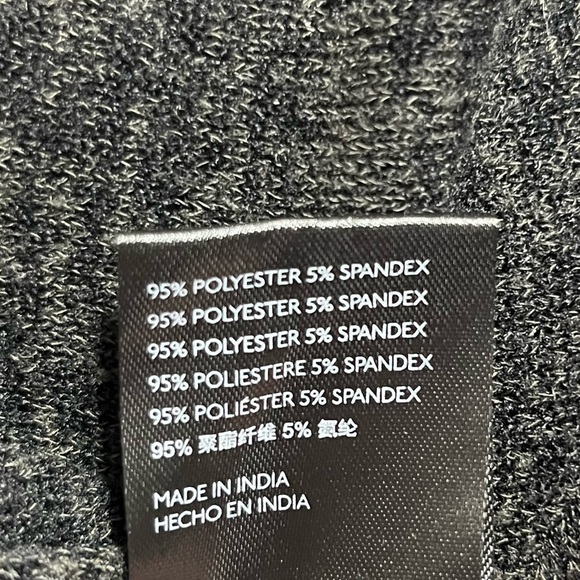 95% POLYESTER 5% SPANDEX
95% POLYESTER 5% SPANDEX
95% POLYESTER 5% SPANDEX
95% POLIESTERE 5% SPANDEX
95% POLIÉSTER 5% SPANDEX
95% 聚酯纤维 5% 氨纶
MADE IN INDIA
HECHO EN INDIA